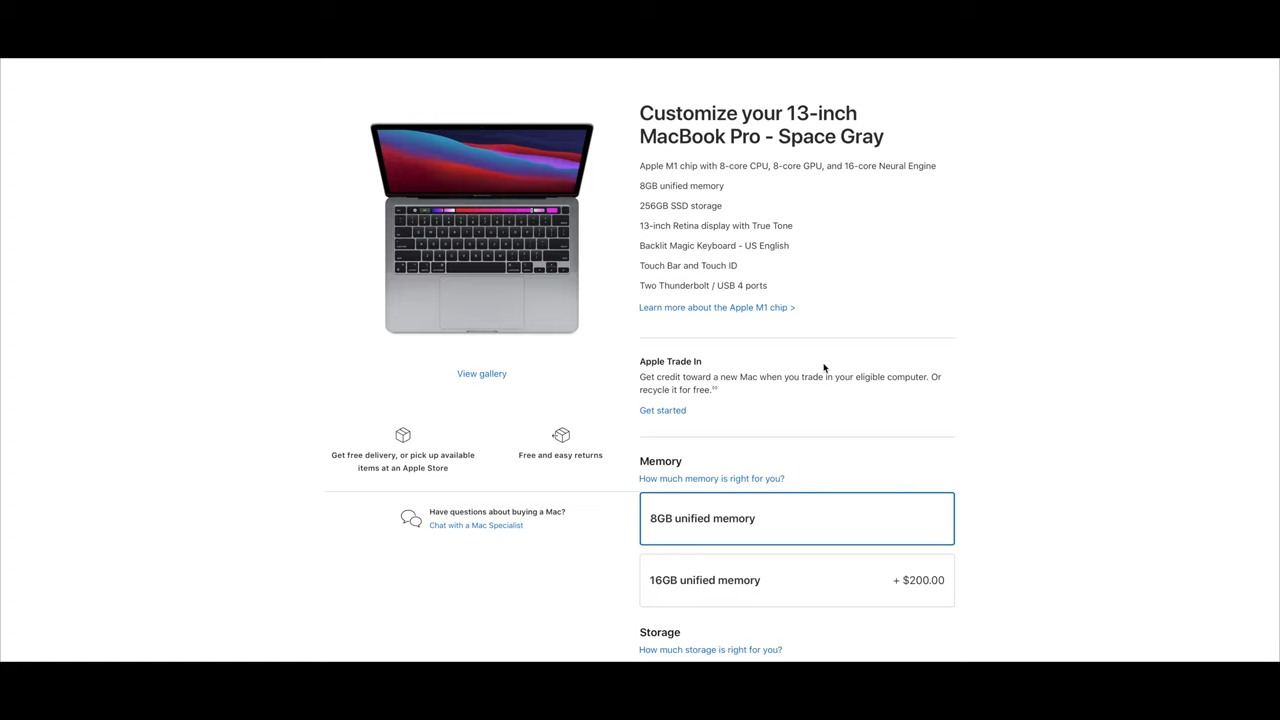 Customize your 13-inch
MacBook Pro - Space Gray
Apple M1 chip with 8-core CPU, 8-core GPU, and 16-core Neural Engine
8GB unified memory
256GB SSD storage
13-inch Retina display with True Tone
Backlit Magic Keyboard - US English
Touch Bar and Touch ID
Two Thunderbolt / USB 4 ports
Learn more about the Apple M1 chip >
View gallery
Get free delivery, or pick up available
items at an Apple Store
Free and easy returns
Have questions about buying a Mac?
Chat with a Mac Specialist
Apple Trade In
Get credit toward a new Mac when you trade in your eligible computer. Or
recycle it for free.◊◊
Get started
Memory
How much memory is right for you?
8GB unified memory
16GB unified memory + $200.00
Storage
How much storage is right for you?